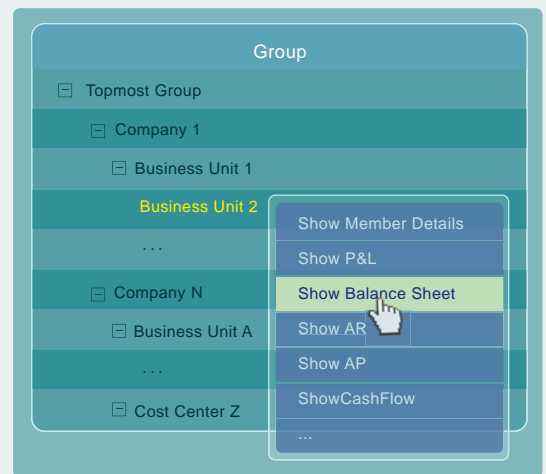 Group
Topmost Group
Company 1
Business Unit 1
Business Unit 2
. . .
Company N
Business Unit A
. . .
Cost Center Z
Show Member Details
Show P&L
Show Balance Sheet
Show AR
Show AP
ShowCashFlow
...